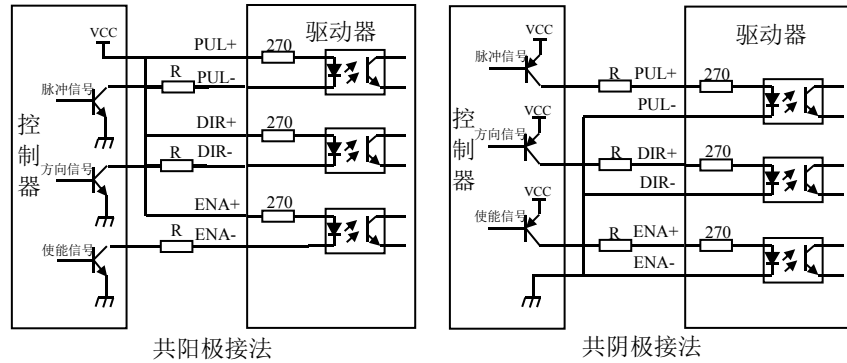 VCC
PUL+
270
驱动器
脉冲信号
R
PUL-
控制器
DIR+
270
方向信号
R
DIR-
ENA+
270
使能信号
R
ENA-
共阳极接法
VCC
驱动器
脉冲信号
R
PUL+
270
PUL-
控制器
VCC
方向信号
R
DIR+
270
DIR-
VCC
使能信号
R
ENA+
270
ENA-
共阴极接法